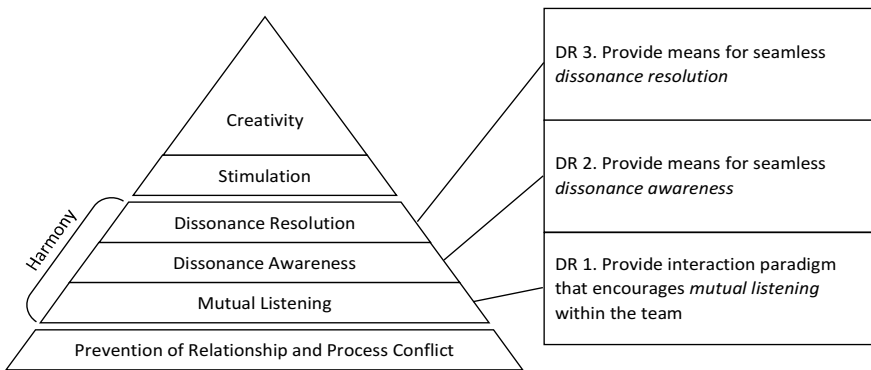 Creativity
Stimulation
Harmony
Dissonance Resolution
Dissonance Awareness
Mutual Listening
Prevention of Relationship and Process Conflict
DR 3. Provide means for seamless
dissonance resolution
DR 2. Provide means for seamless
dissonance awareness
DR 1. Provide interaction paradigm
that encourages mutual listening
within the team